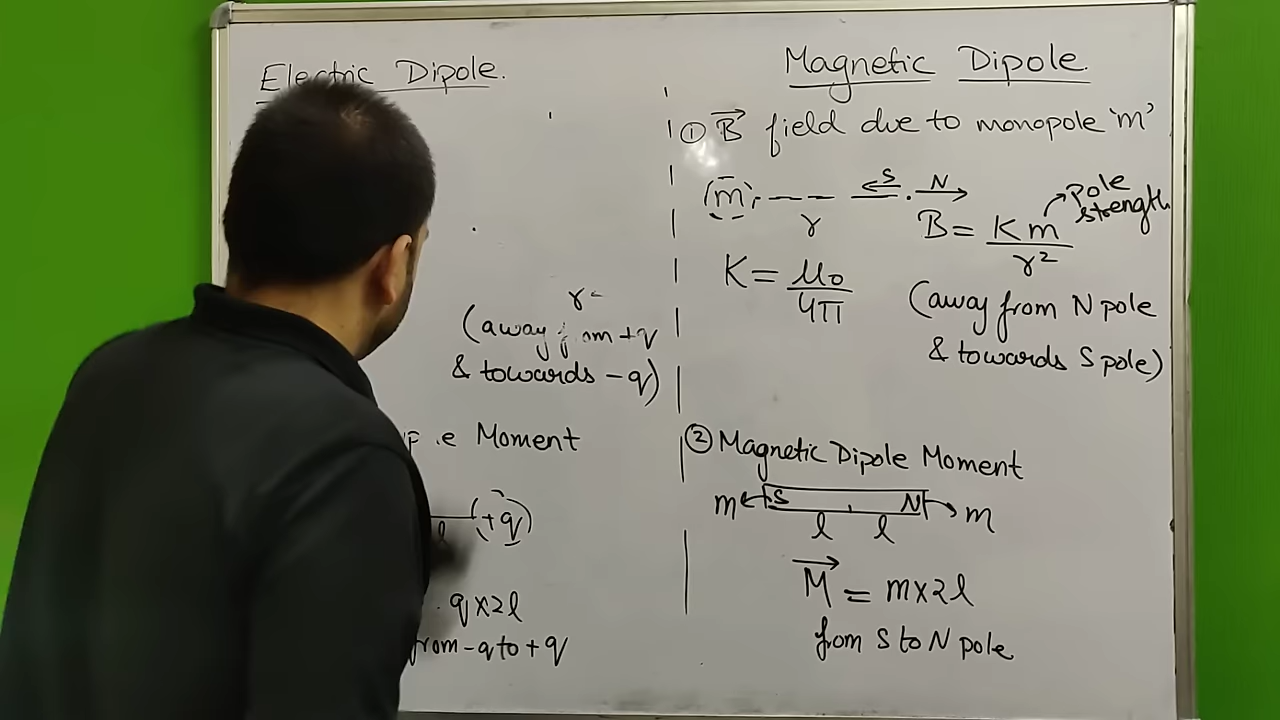 Electric Dipole.
r
(away from +q
& towards -q)
Moment
l (+q)
q×2l
from -q to +q
Magnetic Dipole.
① B⃗ field due to monopole 'm'
(m) --- S . N
r
B = Km/r²
Pole strength
K = μ₀/4π
(away from N pole
& towards S pole)
② Magnetic Dipole Moment
m S N m
l l
M⃗ = m×2l
from S to N pole